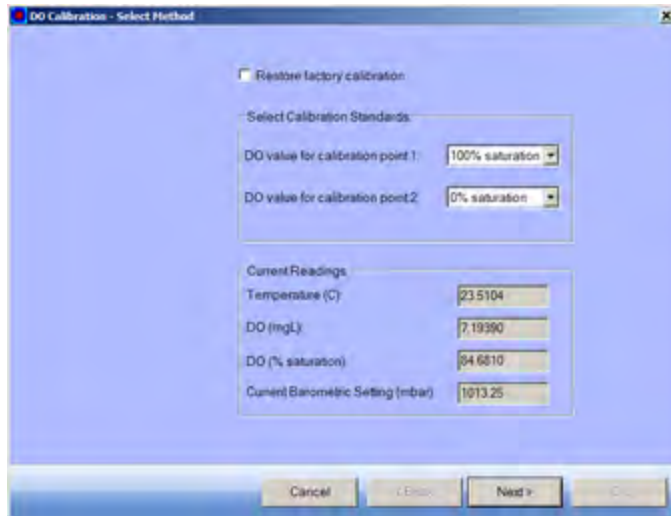 DO Calibration - Select Method
Restore factory calibration
Select Calibration Standards
DO value for calibration point 1: 100% saturation
DO value for calibration point 2: 0% saturation
Current Readings
Temperature (C): 23.5104
DO (mgL): 7.19390
DO (% saturation) 84.6810
Current Barometric Setting (mbar) 1013.25
Cancel < Back Next >